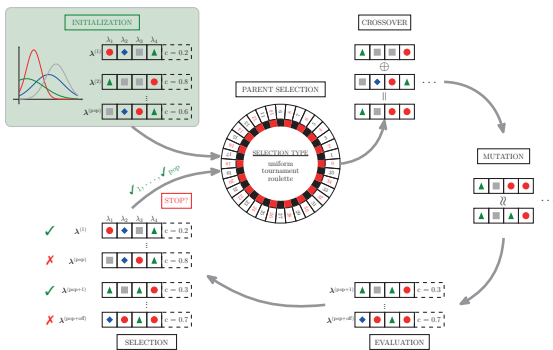 INITIALIZATION
λ₁ λ₂ λ₃ λ₄
λ⁽¹⁾ c = 0.2
λ⁽²⁾ c = 0.8
⋮
λ⁽ᵖᵒᵖ⁾ c = 0.6
CROSSOVER
⊕
=
· · ·
PARENT SELECTION
SELECTION TYPE
uniform
tournament
roulette
MUTATION
≈
· · ·
✓1, . . . , ✓pop
STOP?
λ₁ λ₂ λ₃ λ₄
✓ λ⁽¹⁾ c = 0.2
⋮
✗ λ⁽ᵖᵒᵖ⁾ c = 0.8
✓ λ⁽ᵖᵒᵖ⁺¹⁾ c = 0.3
⋮
✗ λ⁽ᵖᵒᵖ⁺ᵒᶠᶠ⁾ c = 0.7
SELECTION
λ⁽ᵖᵒᵖ⁺¹⁾ c = 0.3
⋮
λ⁽ᵖᵒᵖ⁺ᵒᶠᶠ⁾ c = 0.7
EVALUATION